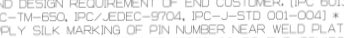 ND DESIGN REQUIREMENT OF END CUSTOMER. [IPC 601
C-TM-650, IPC/JEDEC-9704, IPC-J-STD 001-004] *
PLY SILK MARKING OF PIN NUMBER NEAR WELD PLAT